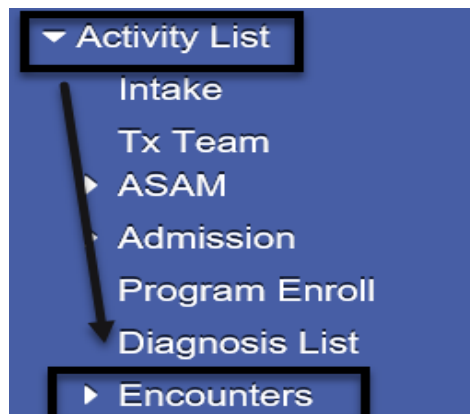 Activity List
Intake
Tx Team
ASAM
Admission
Program Enroll
Diagnosis List
Encounters